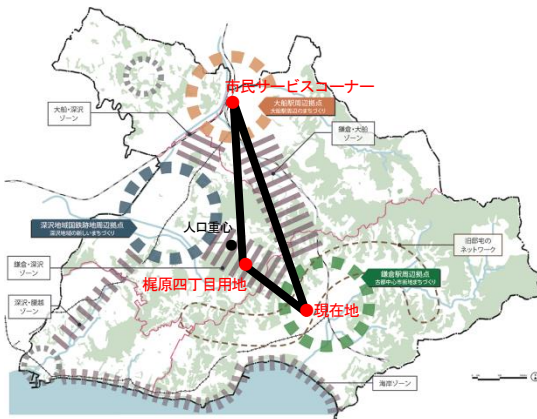 市民サービスコーナー
大船駅周辺拠点
大船駅周辺のまちづくり
大船・深沢
ゾーン
鎌倉・大船
ゾーン
深沢地域国鉄跡地周辺拠点
深沢地域の新しいまちづくり
人口重心
旧邸宅の
ネットワーク
鎌倉・深沢
ゾーン
梶原四丁目用地
鎌倉駅周辺拠点
古都中心市街地まちづくり
深沢・腰越
ゾーン
現在地
海岸ゾーン